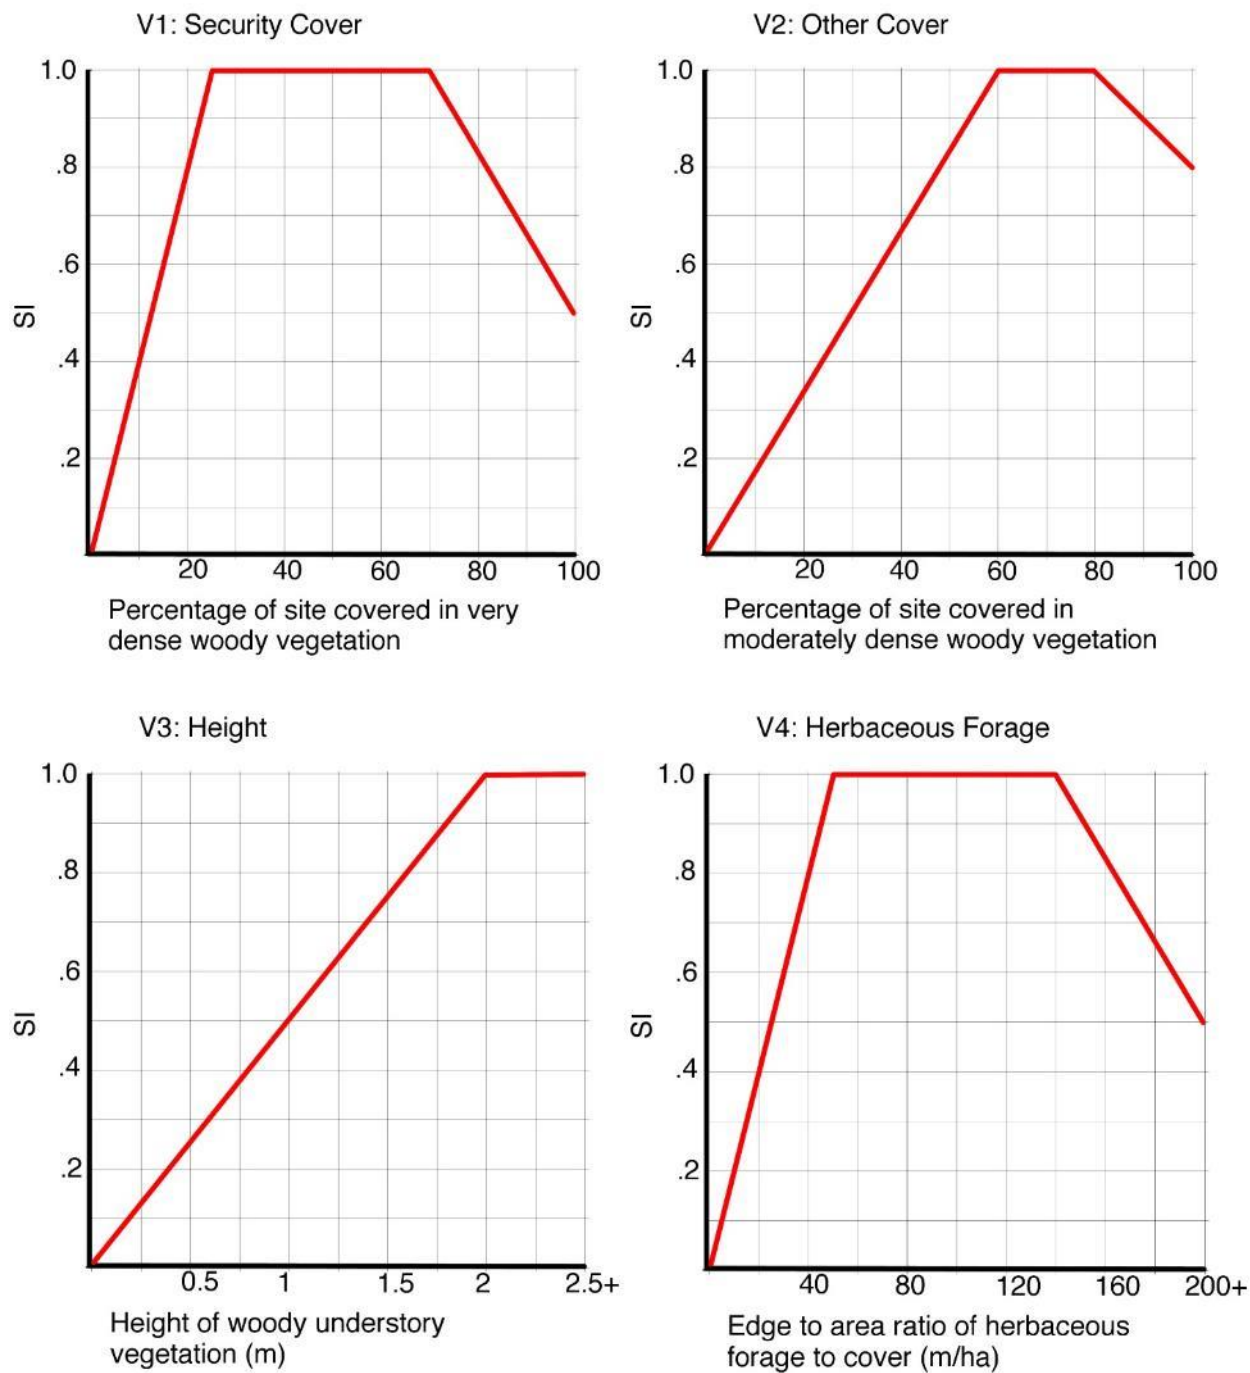 V1: Security Cover
1.0
.8
.6
.4
.2
SI
20 40 60 80 100
Percentage of site covered in very
dense woody vegetation
V2: Other Cover
1.0
.8
.6
.4
.2
SI
20 40 60 80 100
Percentage of site covered in
moderately dense woody vegetation
V3: Height
1.0
.8
.6
.4
.2
SI
0.5 1 1.5 2 2.5+
Height of woody understory
vegetation (m)
V4: Herbaceous Forage
1.0
.8
.6
.4
.2
SI
40 80 120 160 200+
Edge to area ratio of herbaceous
forage to cover (m/ha)